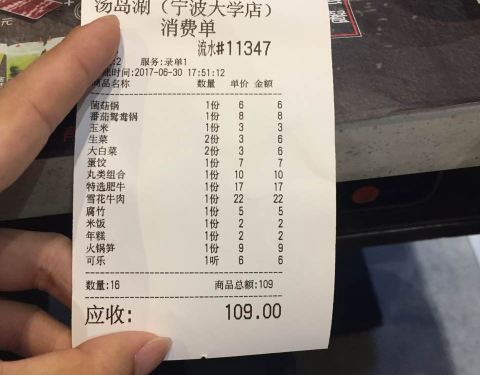 汤岛涮（宁波大学店）
消费单
流水#11347
:2 服务:录单1
时间:2017-06-30 17:51:12
商品名称 数量 单价 金额
菌菇锅 1份 6 6
番茄鸳鸯锅 1份 8 8
玉米 1份 3 3
生菜 2份 3 6
大白菜 2份 3 6
蛋饺 1份 7 7
丸类组合 1份 10 10
特选肥牛 1份 17 17
雪花牛肉 1份 22 22
腐竹 1份 5 5
米饭 1份 2 2
年糕 1份 2 2
火锅笋 1份 9 9
可乐 1听 6 6
数量:16 商品总额:109
应收: 109.00